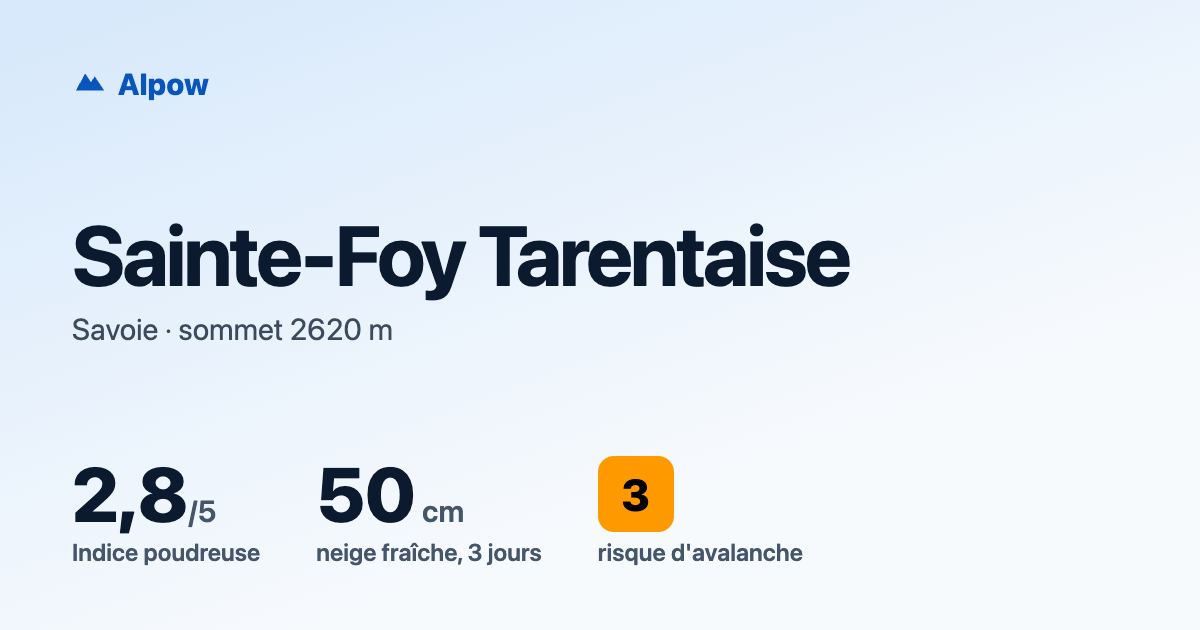 Alpow
Sainte-Foy Tarentaise
Savoie · sommet 2620 m
2,8/5
Indice poudreuse
50 cm
neige fraîche, 3 jours
3
risque d'avalanche